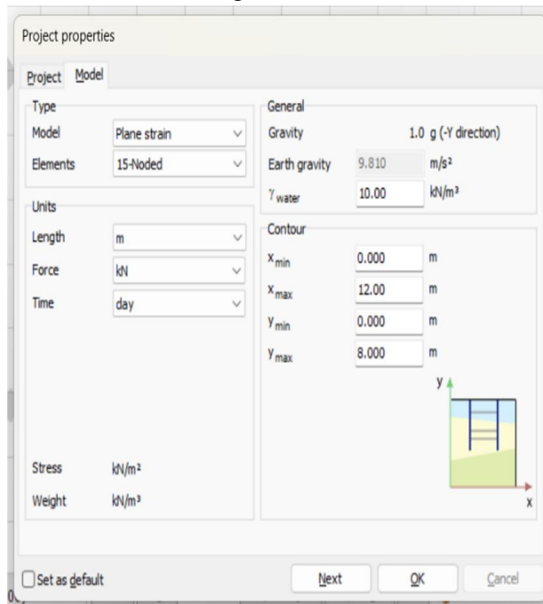 Project properties
Project Model
Type
Model Plane strain
Elements 15-Noded
Units
Length m
Force kN
Time day
Stress kN/m²
Weight kN/m³
General
Gravity 1.0 g (-Y direction)
Earth gravity 9.810 m/s²
γ water 10.00 kN/m³
Contour
x min 0.000 m
x max 12.00 m
y min 0.000 m
y max 8.000 m
y
x
Set as default Next OK Cancel